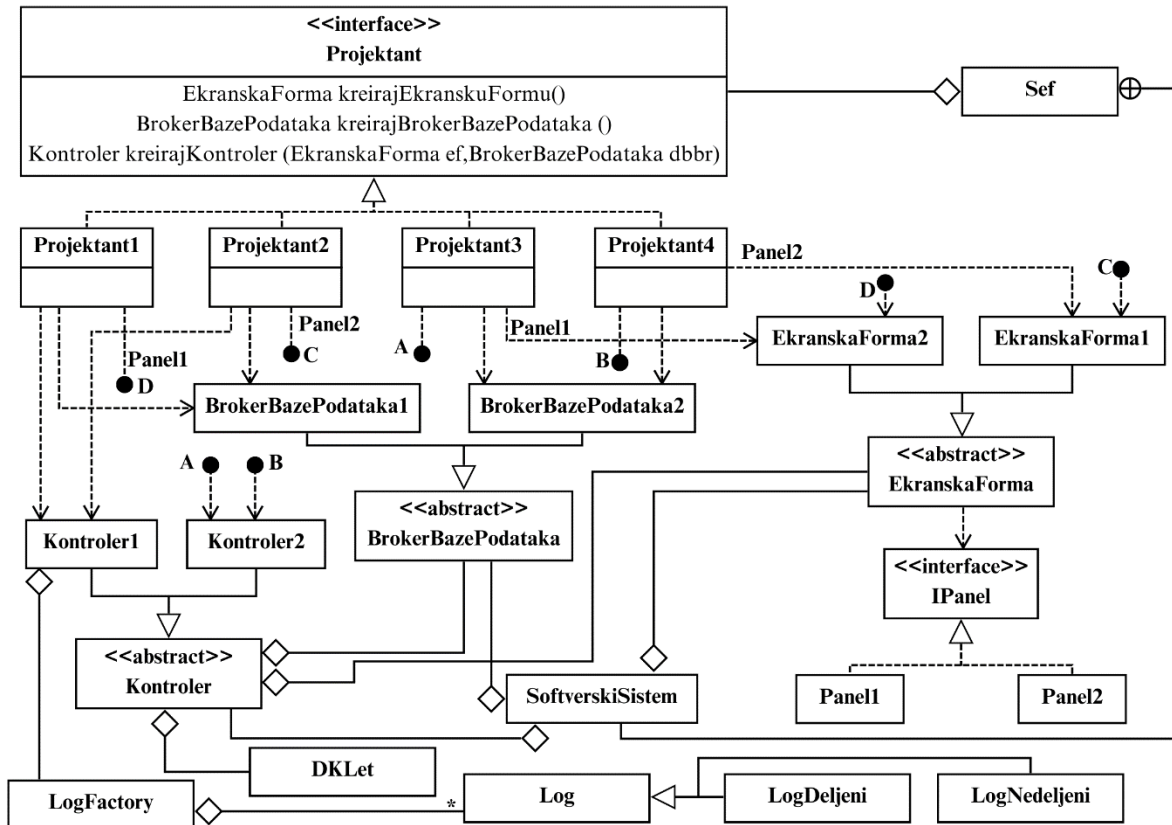 <<interface>>
Projektant
EkranskaForma kreirajEkranskuFormu()
BrokerBazePodataka kreirajBrokerBazePodataka ()
Kontroler kreirajKontroler (EkranskaForma ef,BrokerBazePodataka dbbr)
Sef
Projektant1
Projektant2
Projektant3
Projektant4
Panel2
C
D
Panel1
Panel2
C
A
Panel1
B
D
EkranskaForma2
EkranskaForma1
BrokerBazePodataka1
BrokerBazePodataka2
A
B
<<abstract>>
EkranskaForma
Kontroler1
Kontroler2
<<abstract>>
BrokerBazePodataka
<<interface>>
IPanel
<<abstract>>
Kontroler
SoftverskiSistem
Panel1
Panel2
DKLet
LogFactory
*
Log
LogDeljeni
LogNedeljeni